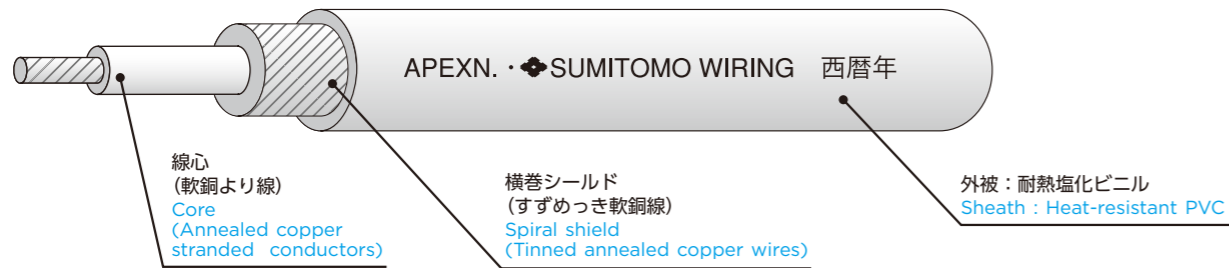 APEXN.・SUMITOMO WIRING 西暦年
線心
(軟銅より線)
Core
(Annealed copper
stranded conductors)
横巻シールド
(すずめっき軟銅線)
Spiral shield
(Tinned annealed copper wires)
外被：耐熱塩化ビニル
Sheath : Heat-resistant PVC